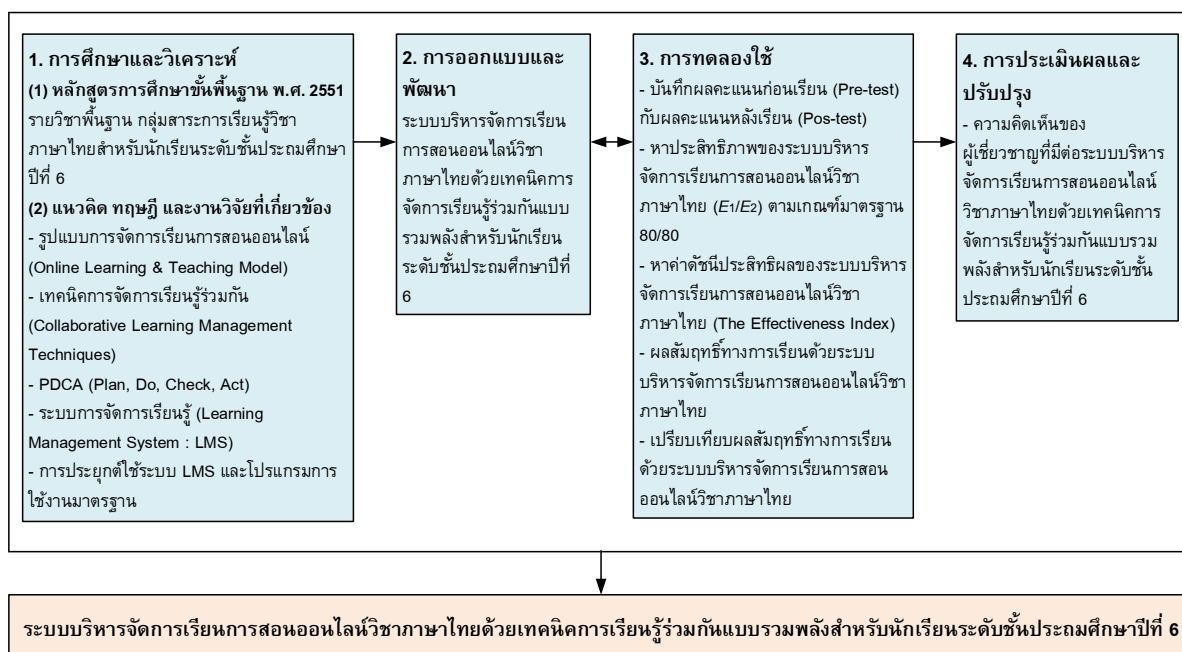 1. การศึกษาและวิเคราะห์
(1) หลักสูตรการศึกษาขั้นพื้นฐาน พ.ศ. 2551
รายวิชาพื้นฐาน กลุ่มสาระการเรียนรู้วิชา
ภาษาไทยสำหรับนักเรียนระดับชั้นประถมศึกษา
ปีที่ 6
(2) แนวคิด ทฤษฎี และงานวิจัยที่เกี่ยวข้อง
- รูปแบบการจัดการเรียนการสอนออนไลน์
(Online Learning & Teaching Model)
- เทคนิคการจัดการเรียนรู้ร่วมกัน
(Collaborative Learning Management
Techniques)
- PDCA (Plan, Do, Check, Act)
- ระบบการจัดการเรียนรู้ (Learning
Management System : LMS)
- การประยุกต์ใช้ระบบ LMS และโปรแกรมการ
ใช้งานมาตรฐาน
2. การออกแบบและ
พัฒนา
ระบบบริหารจัดการเรียน
การสอนออนไลน์วิชา
ภาษาไทยด้วยเทคนิคการ
จัดการเรียนรู้ร่วมกันแบบ
รวมพลังสำหรับนักเรียน
ระดับชั้นประถมศึกษาปีที่
6
3. การทดลองใช้
- บันทึกผลคะแนนก่อนเรียน (Pre-test)
กับผลคะแนนหลังเรียน (Pos-test)
- หาประสิทธิภาพของระบบบริหาร
จัดการเรียนการสอนออนไลน์วิชา
ภาษาไทย (E1/E2) ตามเกณฑ์มาตรฐาน
80/80
- หาค่าดัชนีประสิทธิผลของระบบบริหาร
จัดการเรียนการสอนออนไลน์วิชา
ภาษาไทย (The Effectiveness Index)
- ผลสัมฤทธิ์ทางการเรียนด้วยระบบ
บริหารจัดการเรียนการสอนออนไลน์วิชา
ภาษาไทย
- เปรียบเทียบผลสัมฤทธิ์ทางการเรียน
ด้วยระบบบริหารจัดการเรียนการสอน
ออนไลน์วิชาภาษาไทย
4. การประเมินผลและ
ปรับปรุง
- ความคิดเห็นของ
ผู้เชี่ยวชาญที่มีต่อระบบบริหาร
จัดการเรียนการสอนออนไลน์
วิชาภาษาไทยด้วยเทคนิคการ
จัดการเรียนรู้ร่วมกันแบบรวม
พลังสำหรับนักเรียนระดับชั้น
ประถมศึกษาปีที่ 6
ระบบบริหารจัดการเรียนการสอนออนไลน์วิชาภาษาไทยด้วยเทคนิคการเรียนรู้ร่วมกันแบบรวมพลังสำหรับนักเรียนระดับชั้นประถมศึกษาปีที่ 6